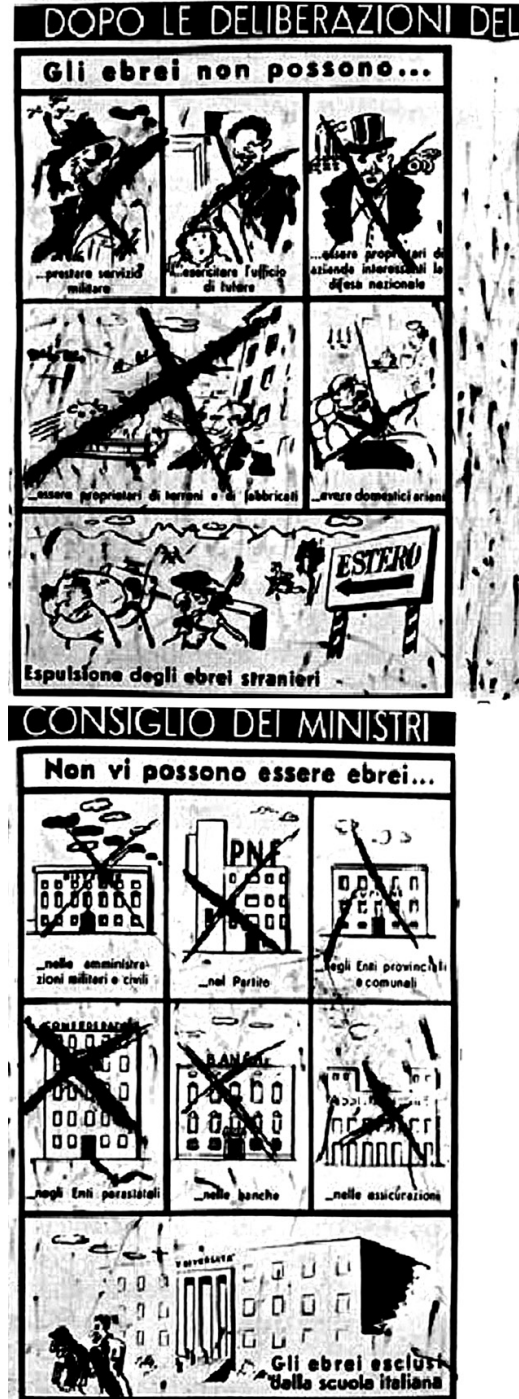 DOPO LE DELIBERAZIONI DEL
Gli ebrei non possono...
...prestare servizio
militare
...esercitare l'ufficio
di tutore
...essere proprietari di
aziende interessanti la
difesa nazionale
...essere proprietari di terreni e di fabbricati
...avere domestici ariani
ESTERO
Espulsione degli ebrei stranieri
CONSIGLIO DEI MINISTRI
Non vi possono essere ebrei...
PNF
...nelle amministra-
zioni militari e civili
...nel Partito
...negli Enti provinciali
e comunali
...negli Enti parastatali
...nelle banche
...nelle assicurazioni
Gli ebrei esclusi
dalla scuola italiana